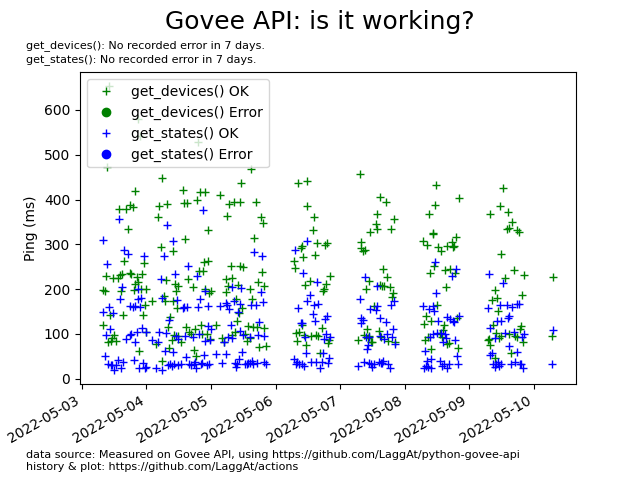 Govee API: is it working?
get_devices(): No recorded error in 7 days.
get_states(): No recorded error in 7 days.
get_devices() OK
get_devices() Error
get_states() OK
get_states() Error
Ping (ms)
600
500
400
300
200
100
0
2022-05-03
2022-05-04
2022-05-05
2022-05-06
2022-05-07
2022-05-08
2022-05-09
2022-05-10
data source: Measured on Govee API, using https://github.com/LaggAt/python-govee-api
history & plot: https://github.com/LaggAt/actions